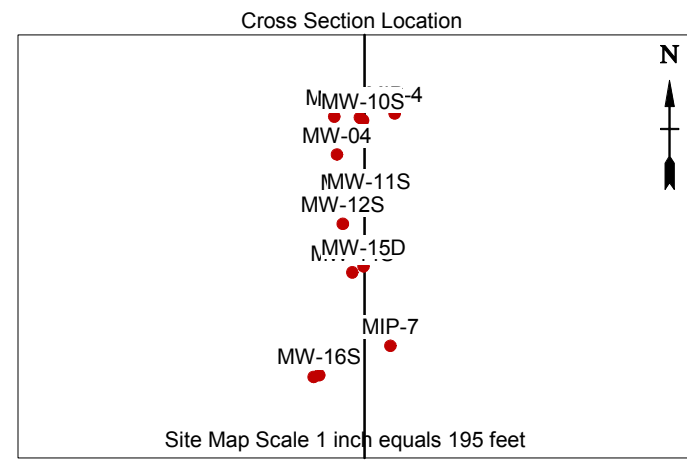 Cross Section Location
N
MW-10S
-4
MW-04
MW-11S
MW-12S
MW-15D
MIP-7
MW-16S
Site Map Scale 1 inch equals 195 feet